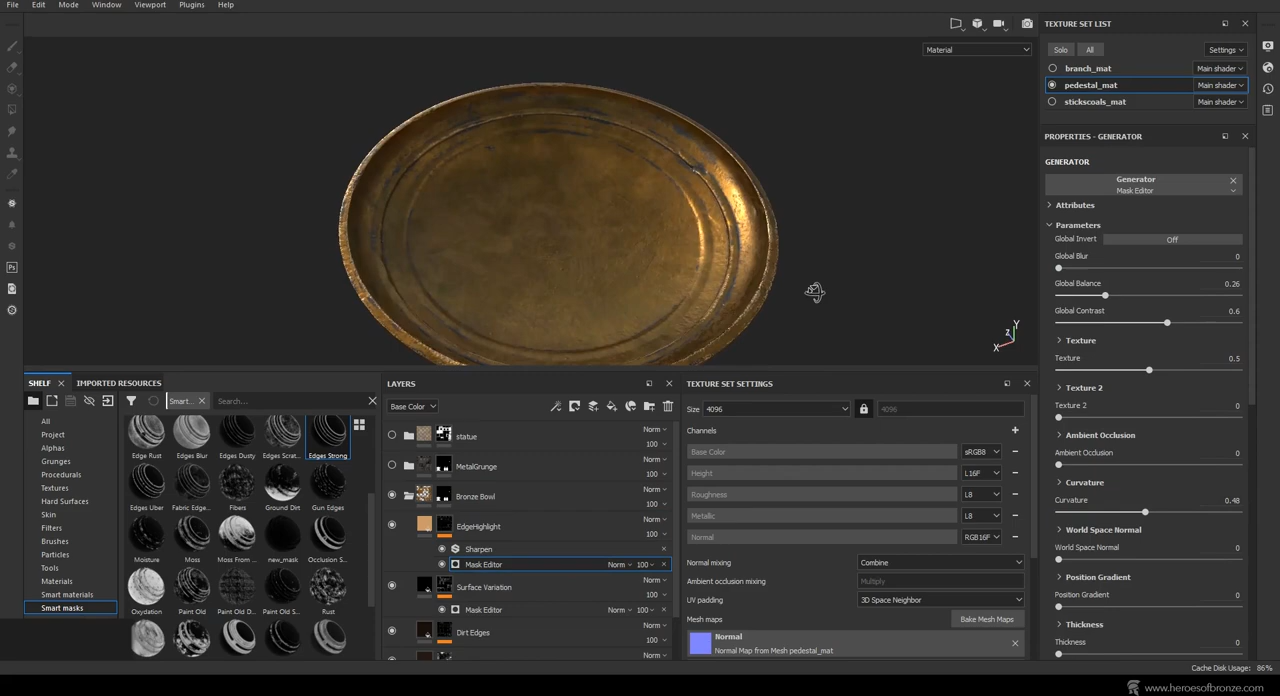 File Edit Mode Window Viewport Plugins Help
Material
TEXTURE SET LIST
Solo All Settings
branch_mat Main shader
pedestal_mat Main shader
stickscoals_mat Main shader
PROPERTIES - GENERATOR
GENERATOR
Generator
Mask Editor
Attributes
Parameters
Global Invert Off
Global Blur 0
Global Balance 0.26
Global Contrast 0.6
Texture
Texture 0.5
Texture 2
Texture 2 0
Ambient Occlusion
Ambient Occlusion 0
Curvature
Curvature 0.48
World Space Normal
World Space Normal 0
Position Gradient
Position Gradient 0
Thickness
Thickness 0
Y
Z
X
SHELF IMPORTED RESOURCES
Smart... Search...
All
Project
Alphas
Grunges
Procedurals
Textures
Hard Surfaces
Skin
Filters
Brushes
Particles
Tools
Materials
Smart materials
Smart masks
Edge Rust Edges Blur Edges Dusty Edges Scrat... Edges Strong
Edges Uber Fabric Edge... Fibers Ground Dirt Gun Edges
Moisture Moss Moss From ... new_mask Occlusion S...
Oxydation Paint Old Paint Old D... Paint Old S... Rust
LAYERS
Base Color
statue Norm 100
MetalGrunge Norm 100
Bronze Bowl Norm 100
EdgeHighlight Norm 100
Sharpen
Mask Editor Norm 100
Surface Variation Norm 100
Mask Editor Norm 100
Dirt Edges Norm 100
Norm
TEXTURE SET SETTINGS
Size 4096 4096
Channels
Base Color sRGB8
Height L16F
Roughness L8
Metallic L8
Normal RGB16F
Normal mixing Combine
Ambient occlusion mixing Multiply
UV padding 3D Space Neighbor
Mesh maps Bake Mesh Maps
Normal
Normal Map from Mesh pedestal_mat
Ps
Cache Disk Usage: 86%
www.heroesofbronze.com